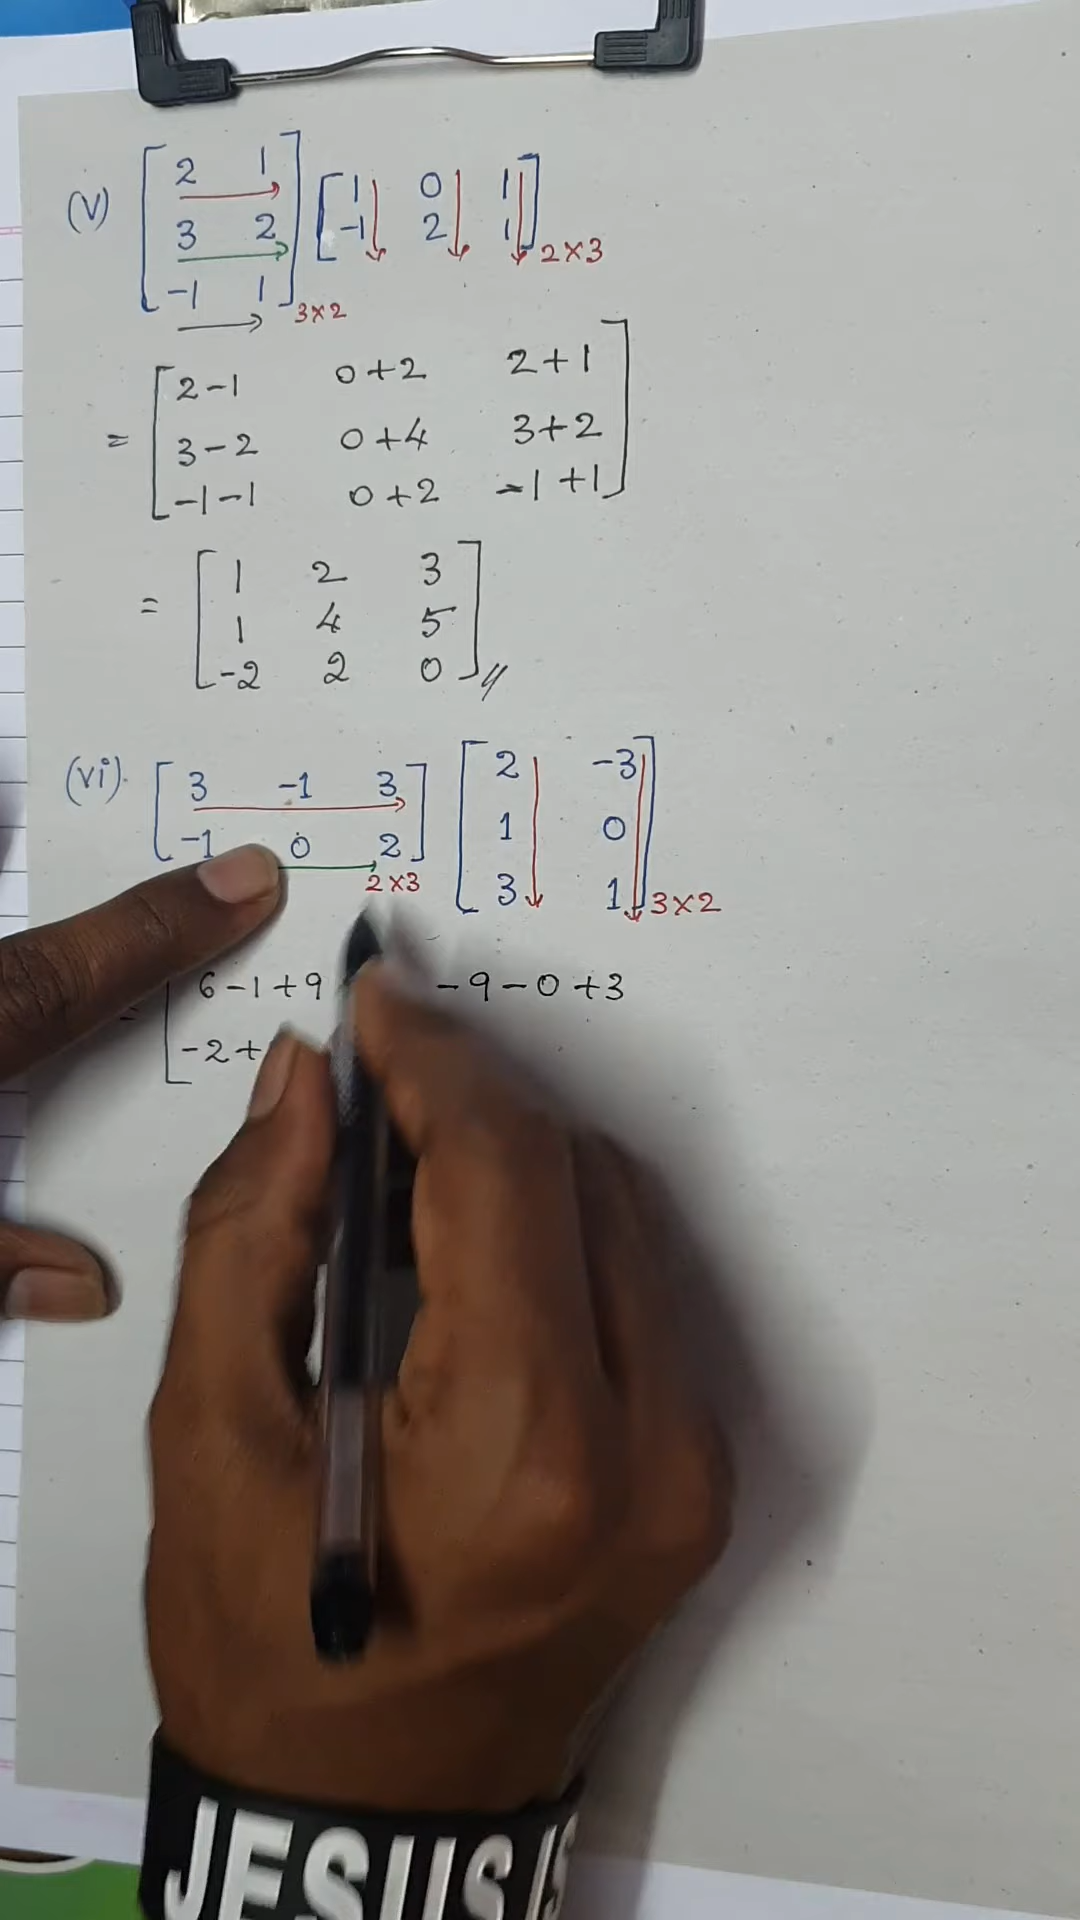 (v) [2 1 [1 0 1]
3 2] -1 2 1] 2×3
-1 1] 3×2
= [2-1 0+2 2+1
3-2 0+4 3+2
-1-1 0+2 -1+1]
= [1 2 3
1 4 5
-2 2 0]
(vi). [3 -1 3] [2 -3]
-1 0 2] 2×3 1 0
3 1] 3×2
= [6-1+9 -9-0+3
-2+
JESUS IS